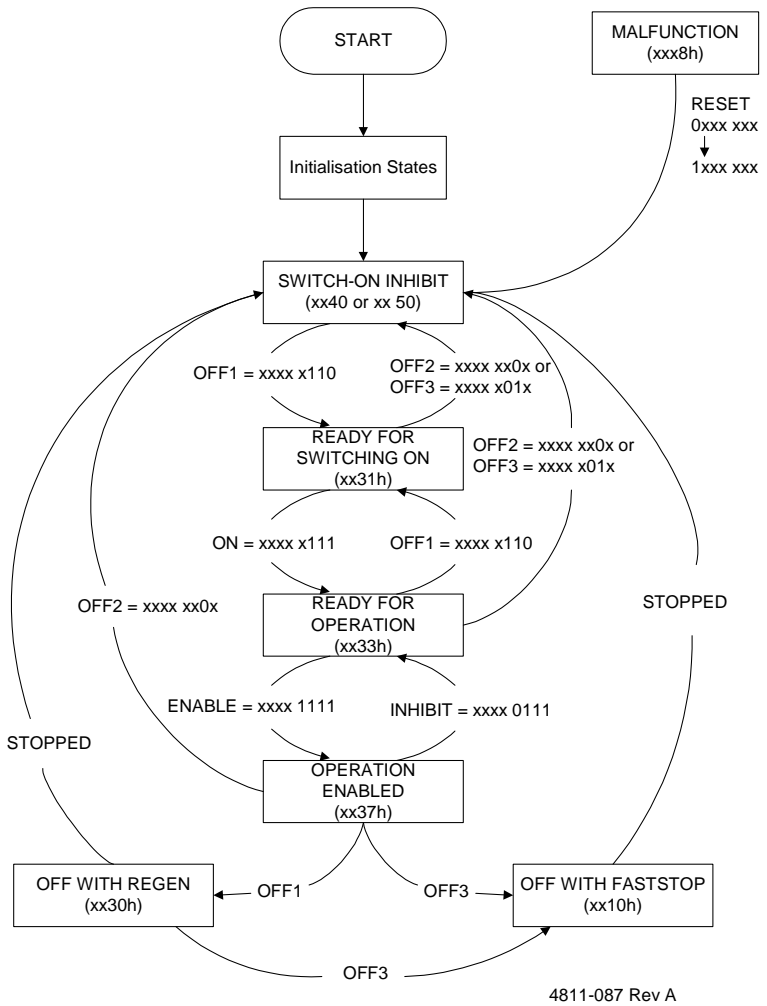 START
MALFUNCTION
(xxx8h)
RESET
0xxx xxx
1xxx xxx
Initialisation States
SWITCH-ON INHIBIT
(xx40 or xx 50)
OFF1 = xxxx x110
OFF2 = xxxx xx0x or
OFF3 = xxxx x01x
READY FOR
SWITCHING ON
(xx31h)
OFF2 = xxxx xx0x or
OFF3 = xxxx x01x
ON = xxxx x111
OFF1 = xxxx x110
READY FOR
OPERATION
(xx33h)
OFF2 = xxxx xx0x
STOPPED
ENABLE = xxxx 1111
INHIBIT = xxxx 0111
STOPPED
OPERATION
ENABLED
(xx37h)
OFF WITH REGEN
(xx30h)
OFF1
OFF3
OFF WITH FASTSTOP
(xx10h)
OFF3
4811-087 Rev A